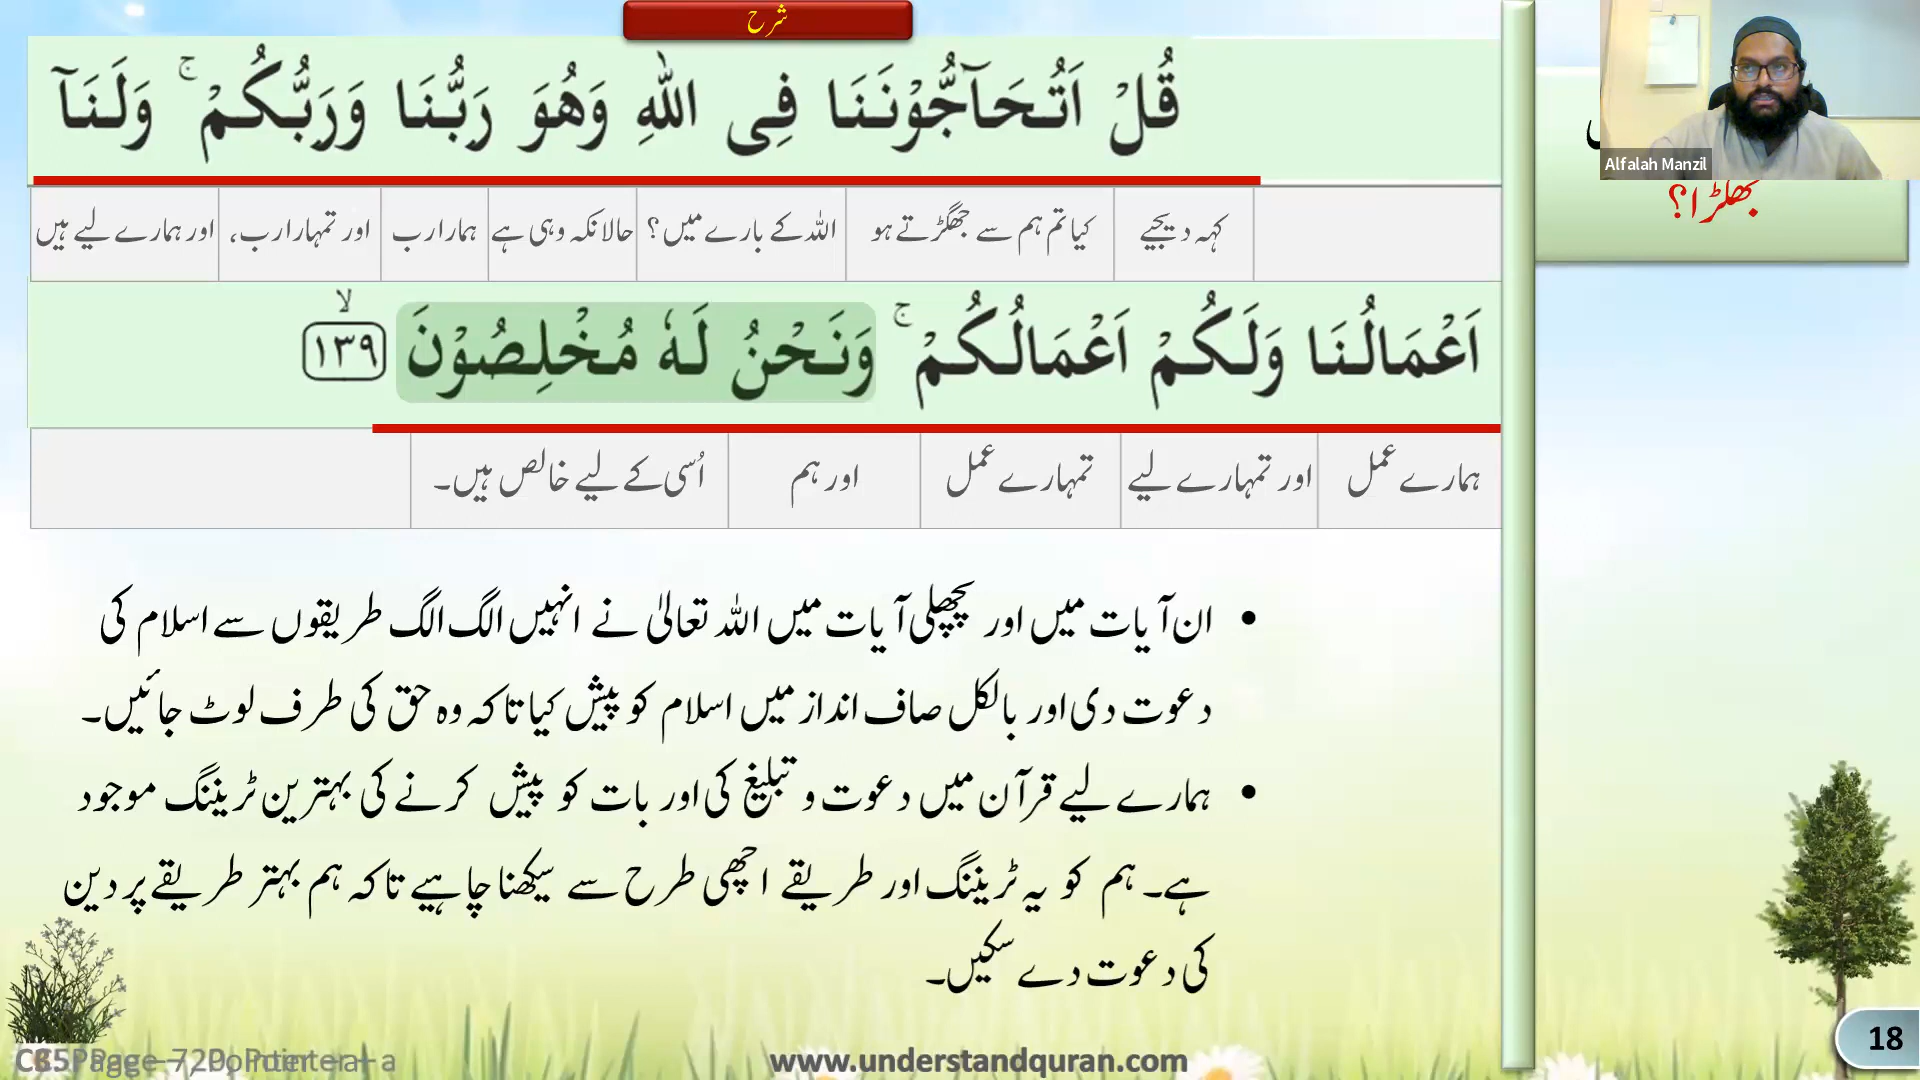 شرح
قُلْ اَتُحَآجُّوْنَنَا فِى اللّٰهِ وَهُوَ رَبُّنَا وَرَبُّكُمْ ۚ وَلَنَآ
کہہ دیجیے کیا تم ہم سے جھگڑتے ہو اللہ کے بارے میں؟ حالانکہ وہی ہے ہمارا رب اور تمہارا رب، اور ہمارے لیے ہیں
اَعْمَالُنَا وَلَكُمْ اَعْمَالُكُمْ ۚ وَنَحْنُ لَهٗ مُخْلِصُوْنَ ۙ ١٣٩
ہمارے عمل اور تمہارے لیے تمہارے عمل اور ہم اُسی کے لیے خالص ہیں۔
• ان آیات میں اور پچھلی آیات میں اللہ تعالیٰ نے انہیں الگ الگ طریقوں سے اسلام کی
دعوت دی اور بالکل صاف انداز میں اسلام کو پیش کیا تاکہ وہ حق کی طرف لوٹ جائیں۔
• ہمارے لیے قرآن میں دعوت و تبلیغ کی اور بات کو پیش کرنے کی بہترین ٹریننگ موجود
ہے۔ ہم کو یہ ٹریننگ اور طریقے اچھی طرح سے سیکھنا چاہیے تاکہ ہم بہتر طریقے پر دین
کی دعوت دے سکیں۔
Alfalah Manzil
جھگڑا؟
www.understandquran.com
18